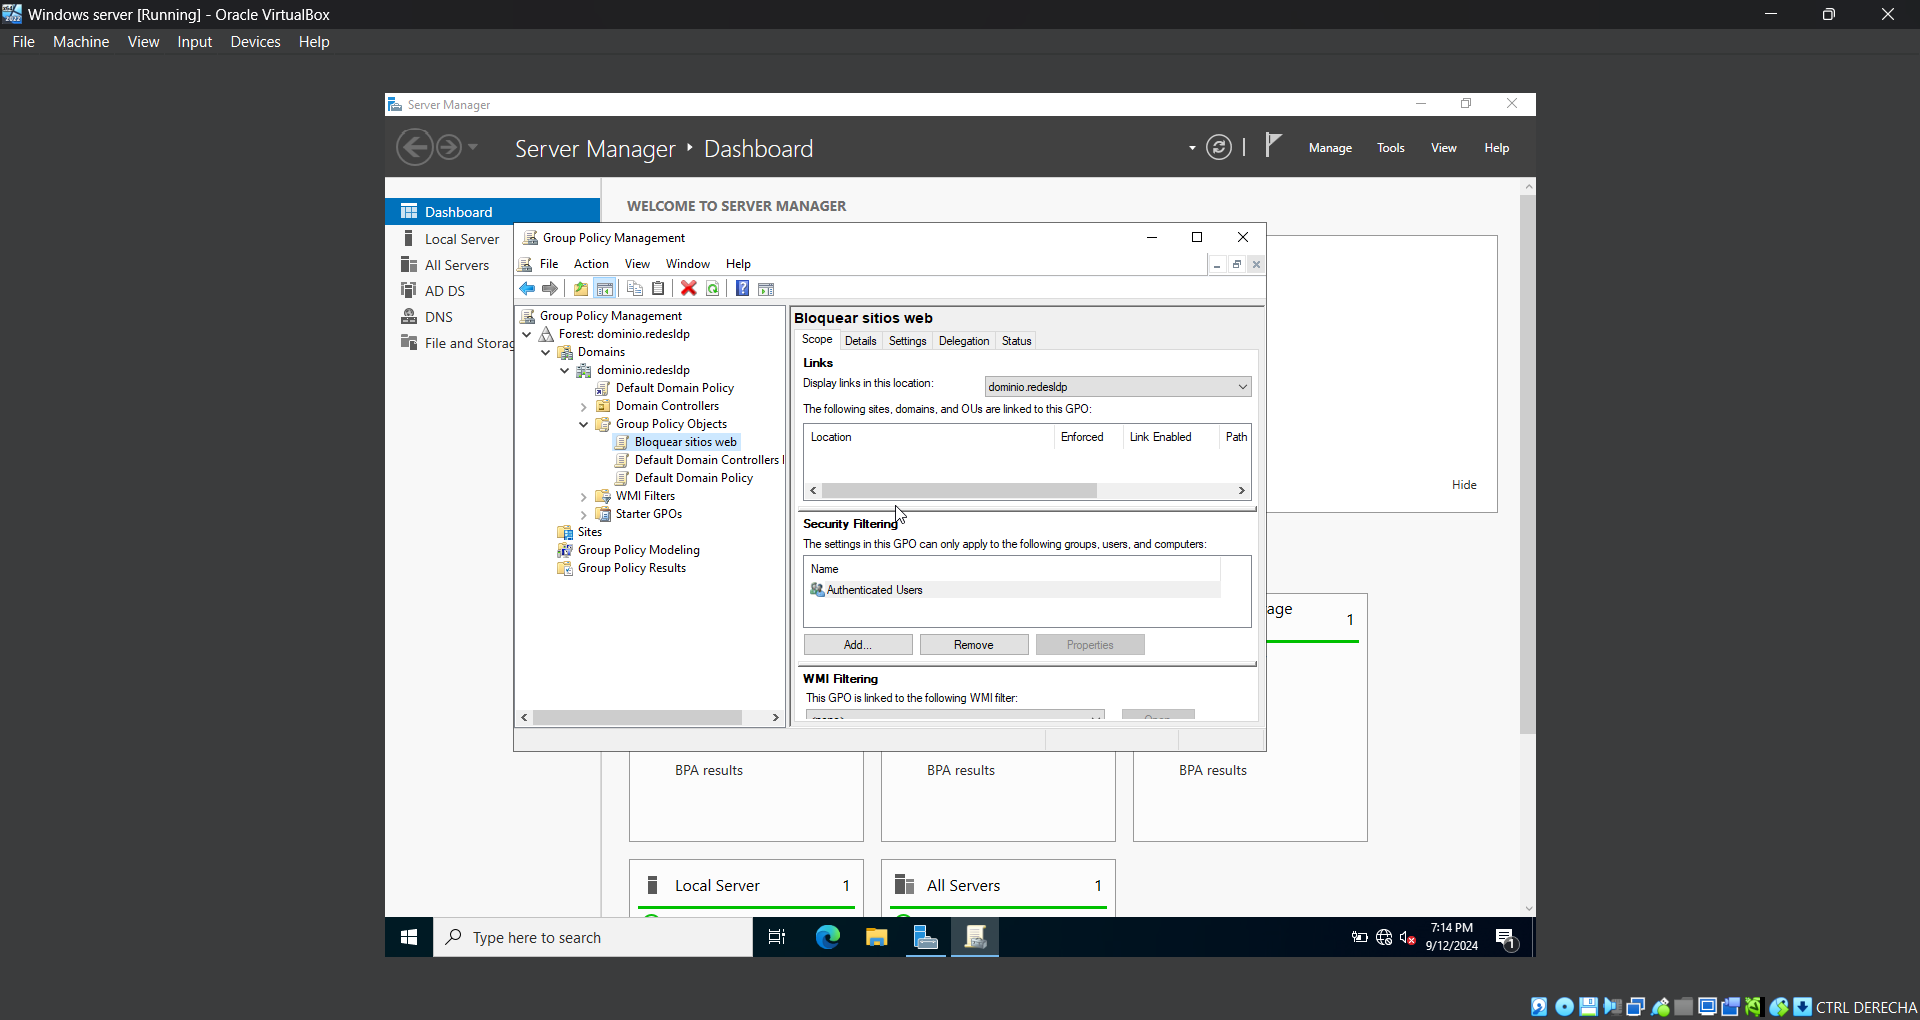 Windows server [Running] - Oracle VirtualBox
File Machine View Input Devices Help
Server Manager
Server Manager • Dashboard
Manage Tools View Help
Dashboard
Local Server
All Servers
AD DS
DNS
File and Storag
WELCOME TO SERVER MANAGER
Hide
Group Policy Management
File Action View Window Help
Group Policy Management
Forest: dominio.redesldp
Domains
dominio.redesldp
Default Domain Policy
Domain Controllers
Group Policy Objects
Bloquear sitios web
Default Domain Controllers
Default Domain Policy
WMI Filters
Starter GPOs
Sites
Group Policy Modeling
Group Policy Results
Bloquear sitios web
Scope Details Settings Delegation Status
Links
Display links in this location: dominio.redesldp
The following sites, domains, and OUs are linked to this GPO:
Location Enforced Link Enabled Path
Security Filtering
The settings in this GPO can only apply to the following groups, users, and computers:
Name
Authenticated Users
Add... Remove Properties
WMI Filtering
This GPO is linked to the following WMI filter:
age 1
BPA results BPA results BPA results
Local Server 1
All Servers 1
Type here to search
7:14 PM
9/12/2024
1
CTRL DERECHA